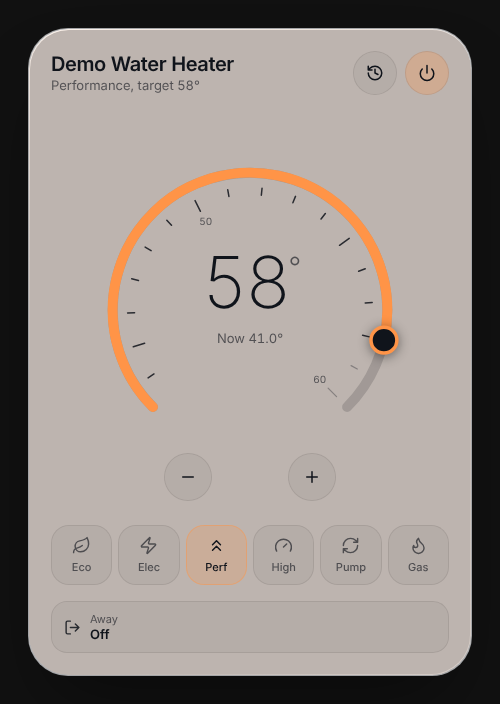 Demo Water Heater
Performance, target 58°
50
58°
Now 41.0°
60
Eco
Elec
Perf
High
Pump
Gas
Away
Off